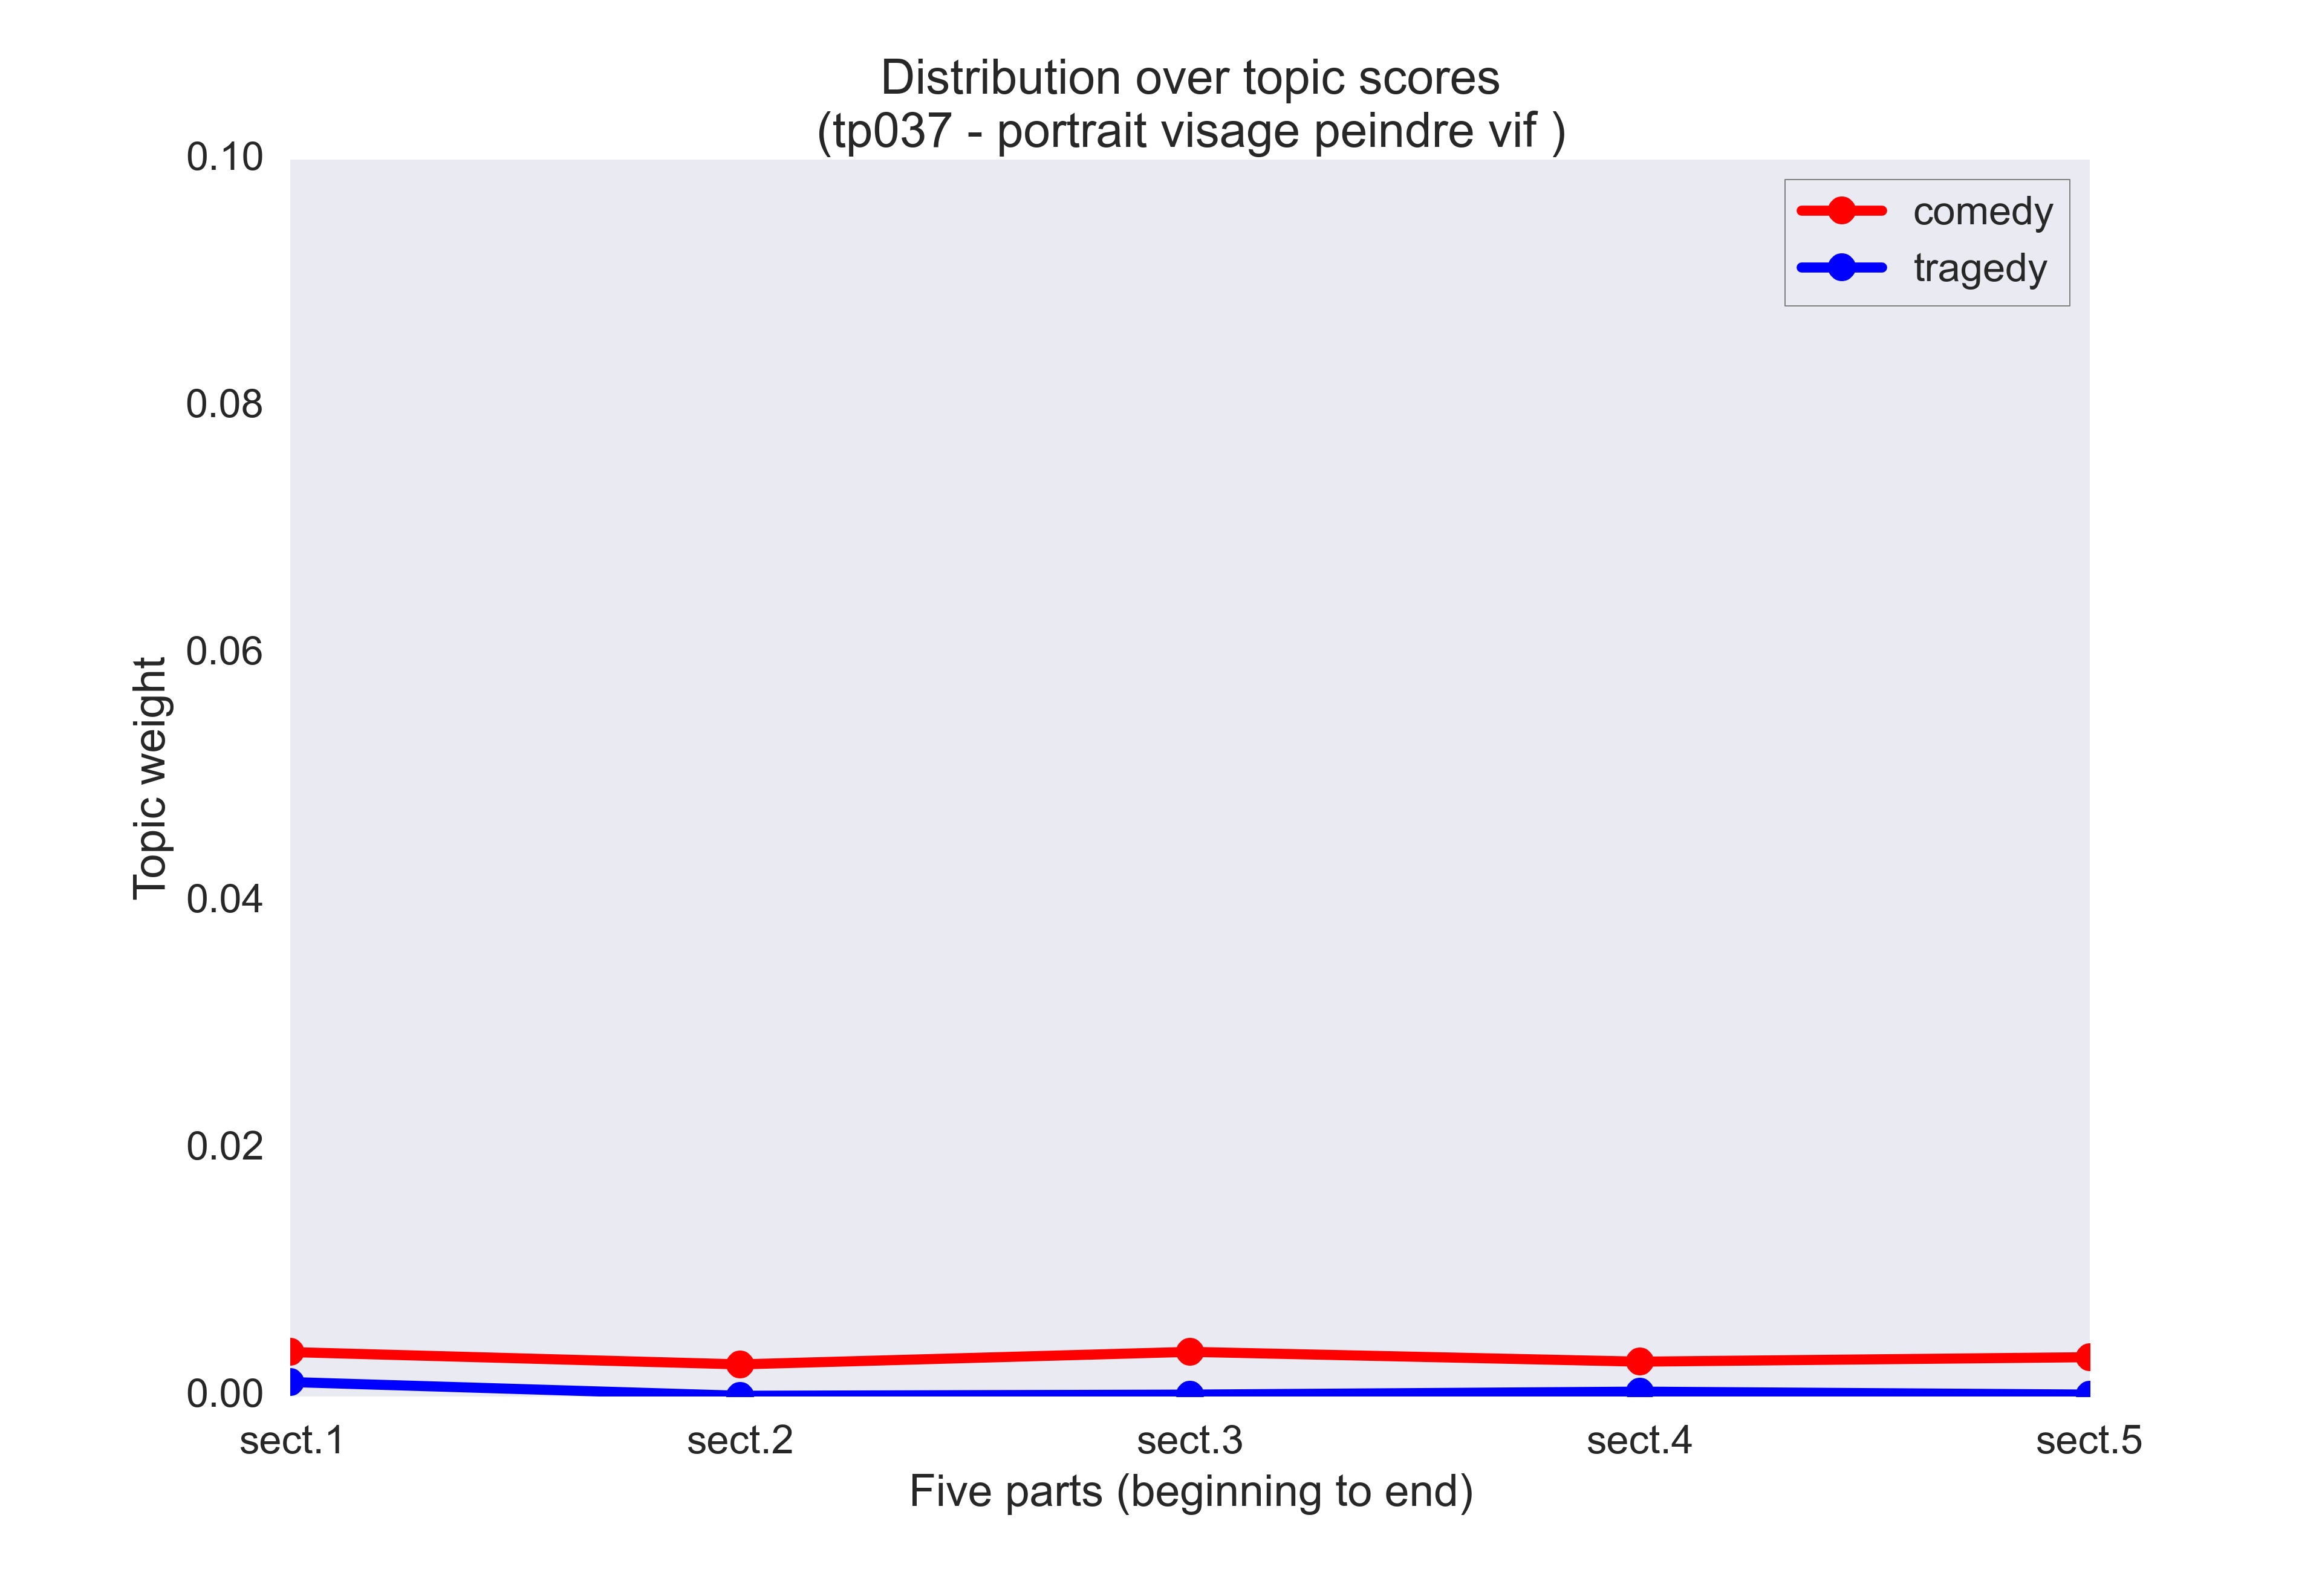 Distribution over topic scores
(tp037 - portrait visage peindre vif )
comedy
tragedy
Topic weight
0.10
0.08
0.06
0.04
0.02
0.00
sect.1 sect.2 sect.3 sect.4 sect.5
Five parts (beginning to end)